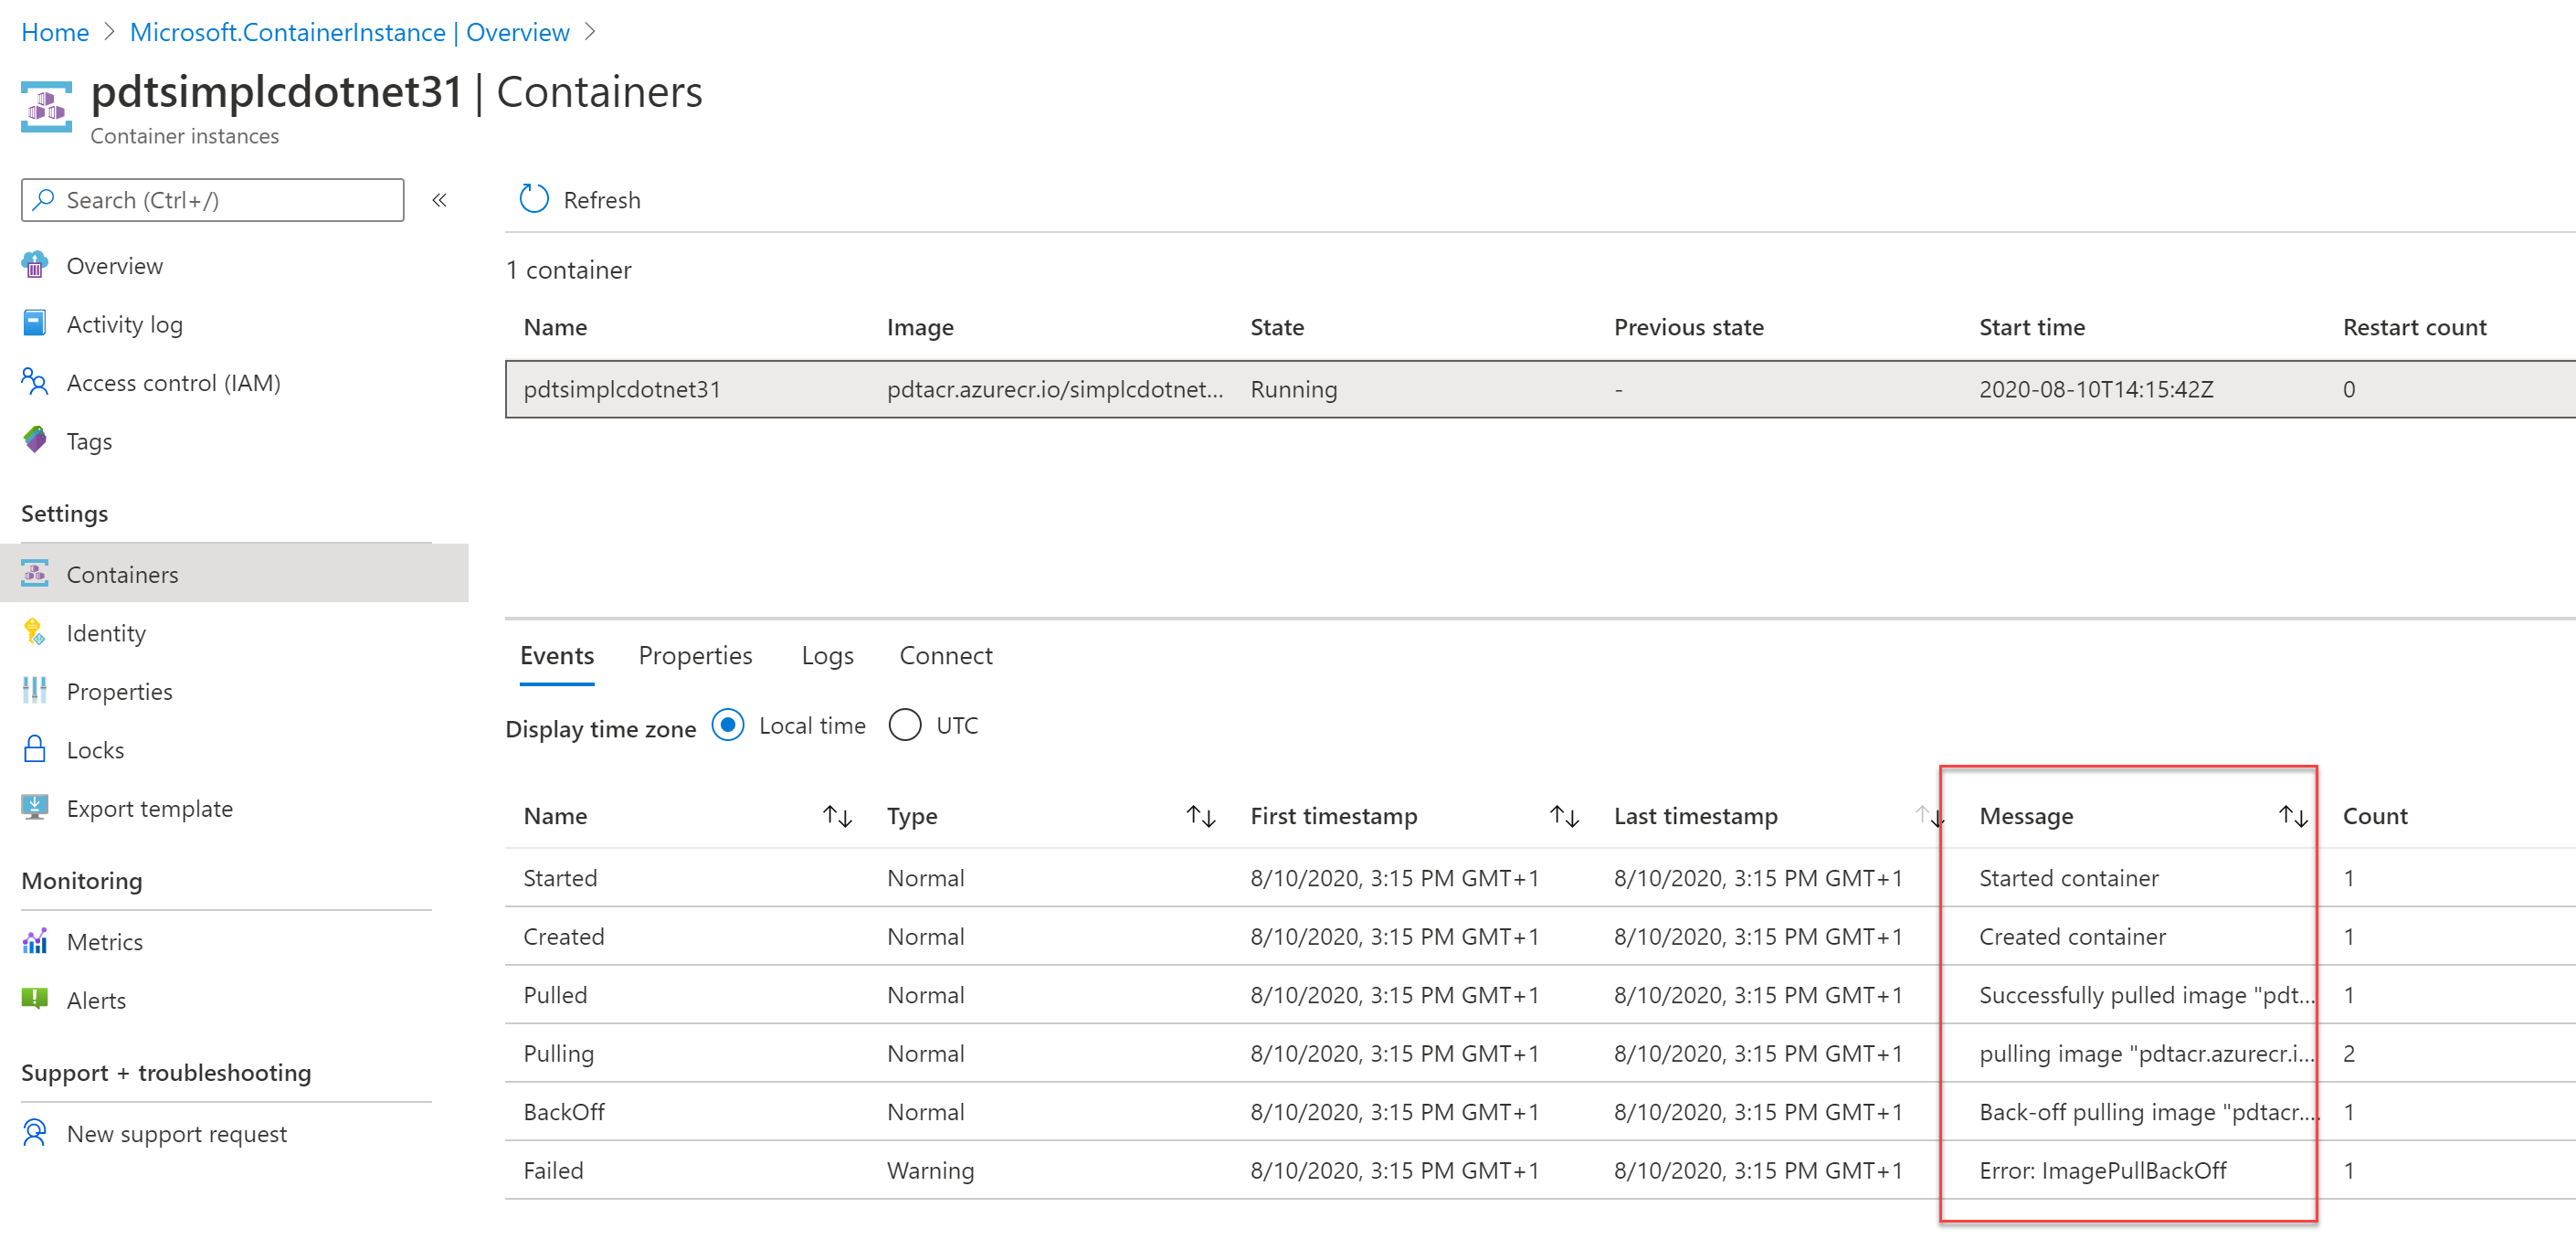 Home > Microsoft.ContainerInstance | Overview >
pdtsimplcdotnet31 | Containers
Container instances
Search (Ctrl+/)
«
Refresh
Overview
Activity log
Access control (IAM)
Tags
Settings
Containers
Identity
Properties
Locks
Export template
Monitoring
Metrics
Alerts
Support + troubleshooting
New support request
1 container
Name Image State Previous state Start time Restart count
pdtsimplcdotnet31 pdtacr.azurecr.io/simplcdotnet... Running - 2020-08-10T14:15:42Z 0
Events Properties Logs Connect
Display time zone Local time UTC
Name ↑↓ Type ↑↓ First timestamp ↑↓ Last timestamp ↑↓ Message ↑↓ Count
Started Normal 8/10/2020, 3:15 PM GMT+1 8/10/2020, 3:15 PM GMT+1 Started container 1
Created Normal 8/10/2020, 3:15 PM GMT+1 8/10/2020, 3:15 PM GMT+1 Created container 1
Pulled Normal 8/10/2020, 3:15 PM GMT+1 8/10/2020, 3:15 PM GMT+1 Successfully pulled image "pdt... 1
Pulling Normal 8/10/2020, 3:15 PM GMT+1 8/10/2020, 3:15 PM GMT+1 pulling image "pdtacr.azurecr.i... 2
BackOff Normal 8/10/2020, 3:15 PM GMT+1 8/10/2020, 3:15 PM GMT+1 Back-off pulling image "pdtacr.... 1
Failed Warning 8/10/2020, 3:15 PM GMT+1 8/10/2020, 3:15 PM GMT+1 Error: ImagePullBackOff 1